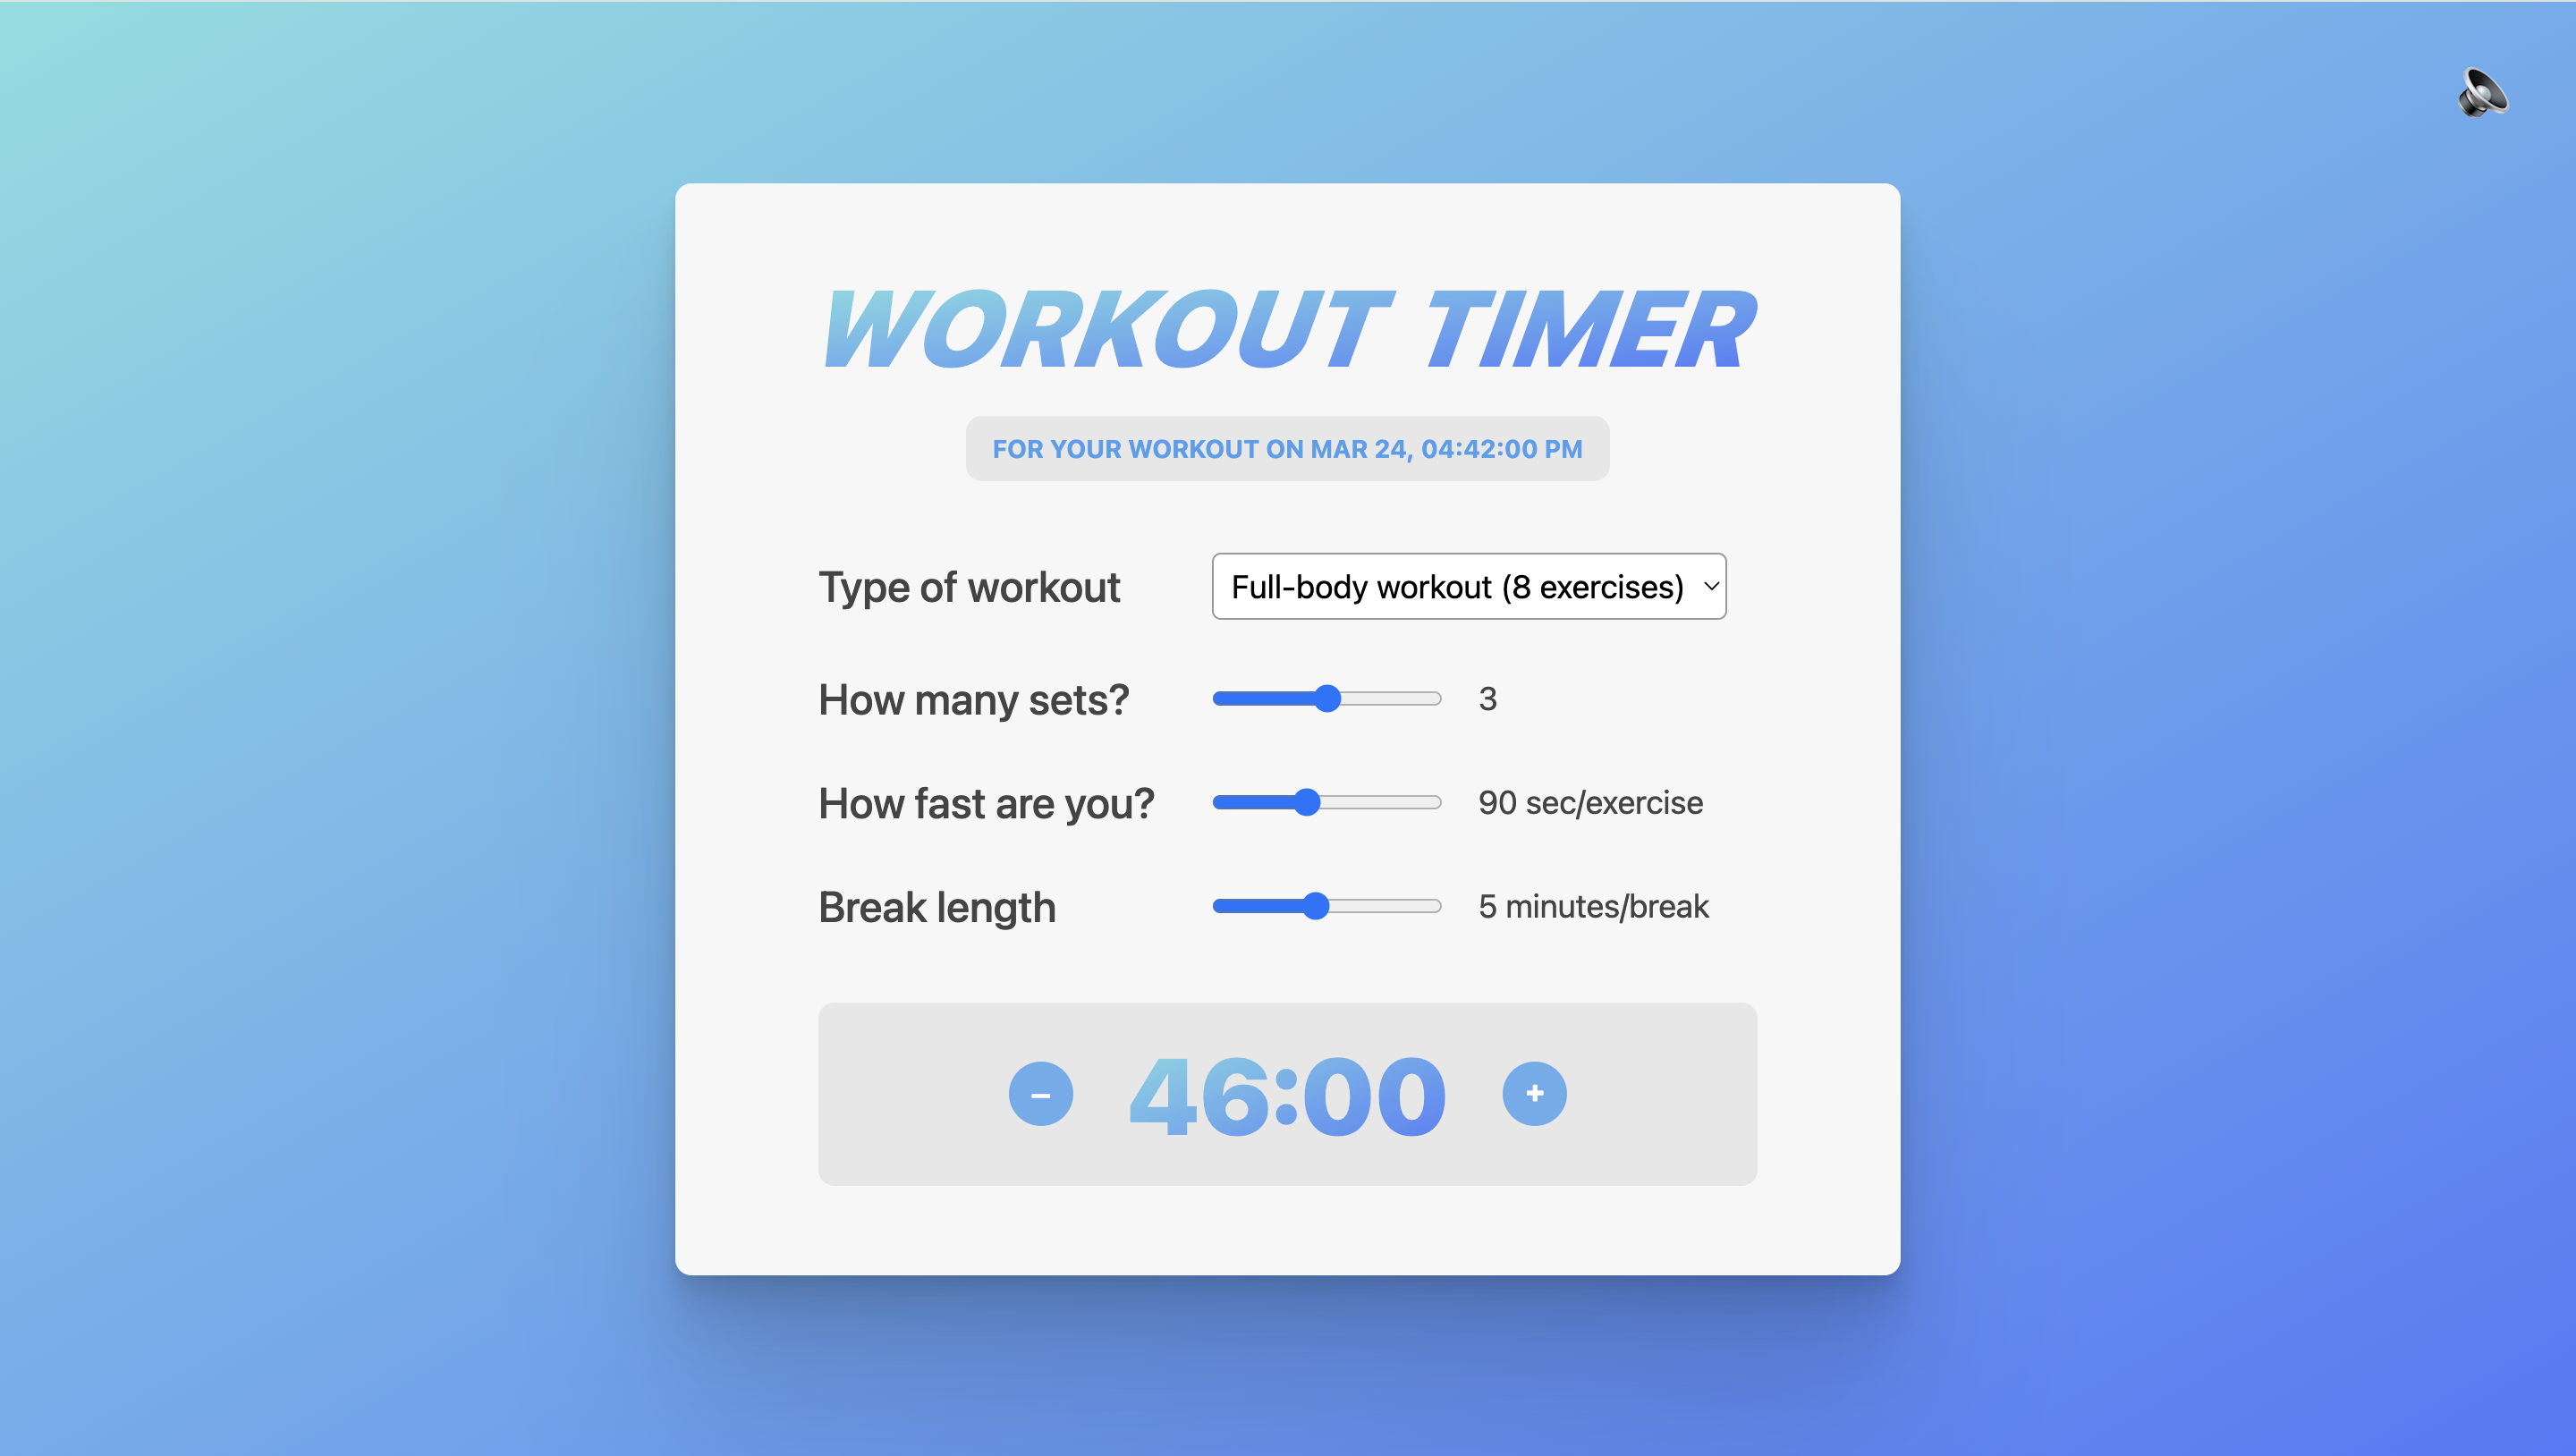 WORKOUT TIMER
FOR YOUR WORKOUT ON MAR 24, 04:42:00 PM
Type of workout Full-body workout (8 exercises)
How many sets? 3
How fast are you? 90 sec/exercise
Break length 5 minutes/break
– 46:00 +